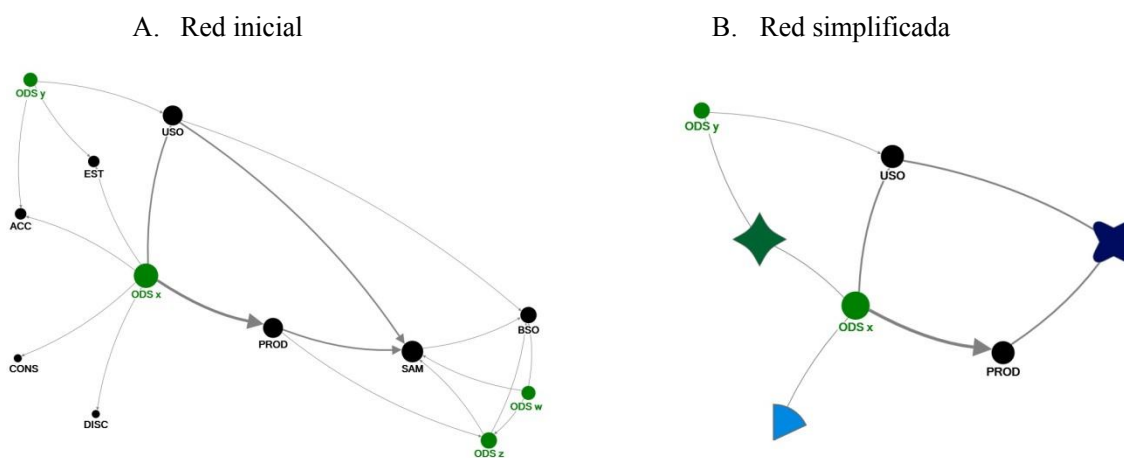 A. Red inicial
ODS y
USO
EST
ACC
ODS x
PROD
SAM
BSO
CONS
DISC
ODS w
ODS z
B. Red simplificada
ODS y
USO
ODS x
PROD